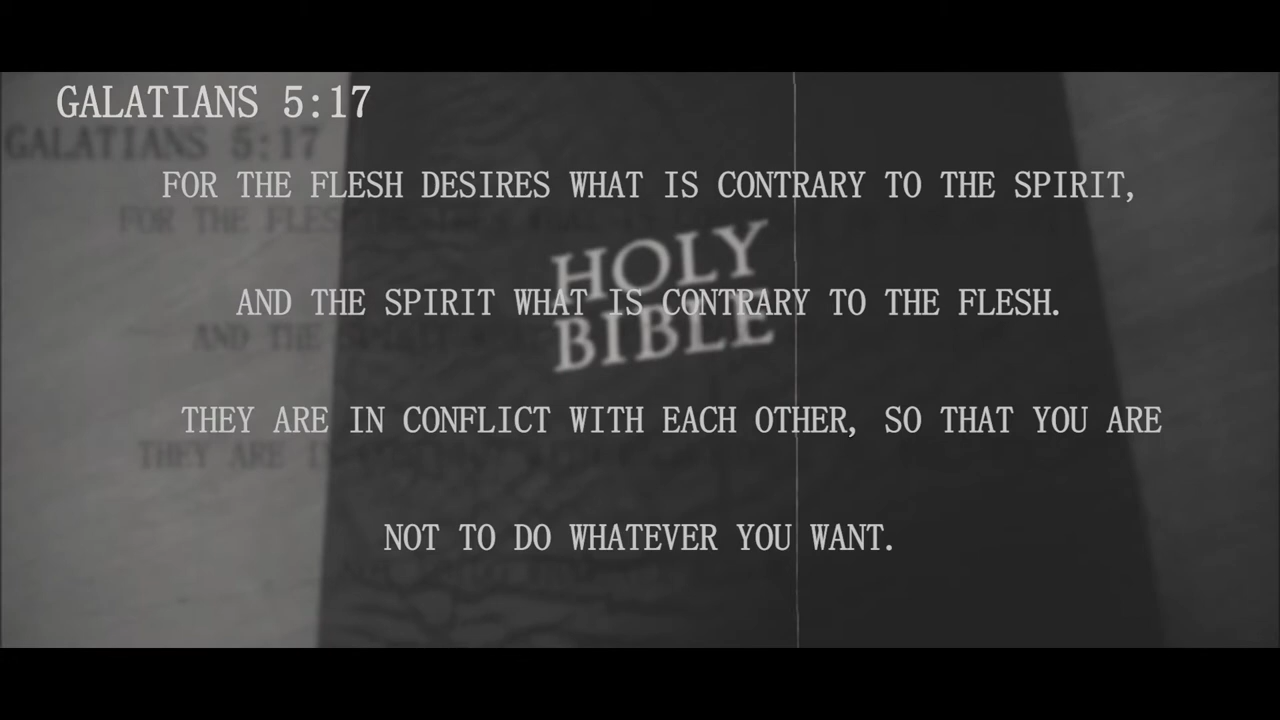 GALATIANS 5:17
FOR THE FLESH DESIRES WHAT IS CONTRARY TO THE SPIRIT,
HOLY
AND THE SPIRIT WHAT IS CONTRARY TO THE FLESH.
BIBLE
THEY ARE IN CONFLICT WITH EACH OTHER, SO THAT YOU ARE
NOT TO DO WHATEVER YOU WANT.